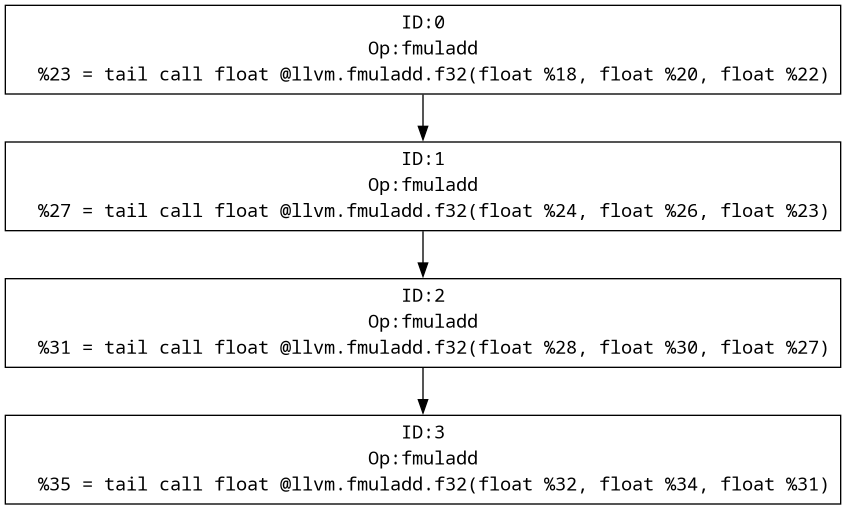 ID:0
Op:fmuladd
%23 = tail call float @llvm.fmuladd.f32(float %18, float %20, float %22)
ID:1
Op:fmuladd
%27 = tail call float @llvm.fmuladd.f32(float %24, float %26, float %23)
ID:2
Op:fmuladd
%31 = tail call float @llvm.fmuladd.f32(float %28, float %30, float %27)
ID:3
Op:fmuladd
%35 = tail call float @llvm.fmuladd.f32(float %32, float %34, float %31)